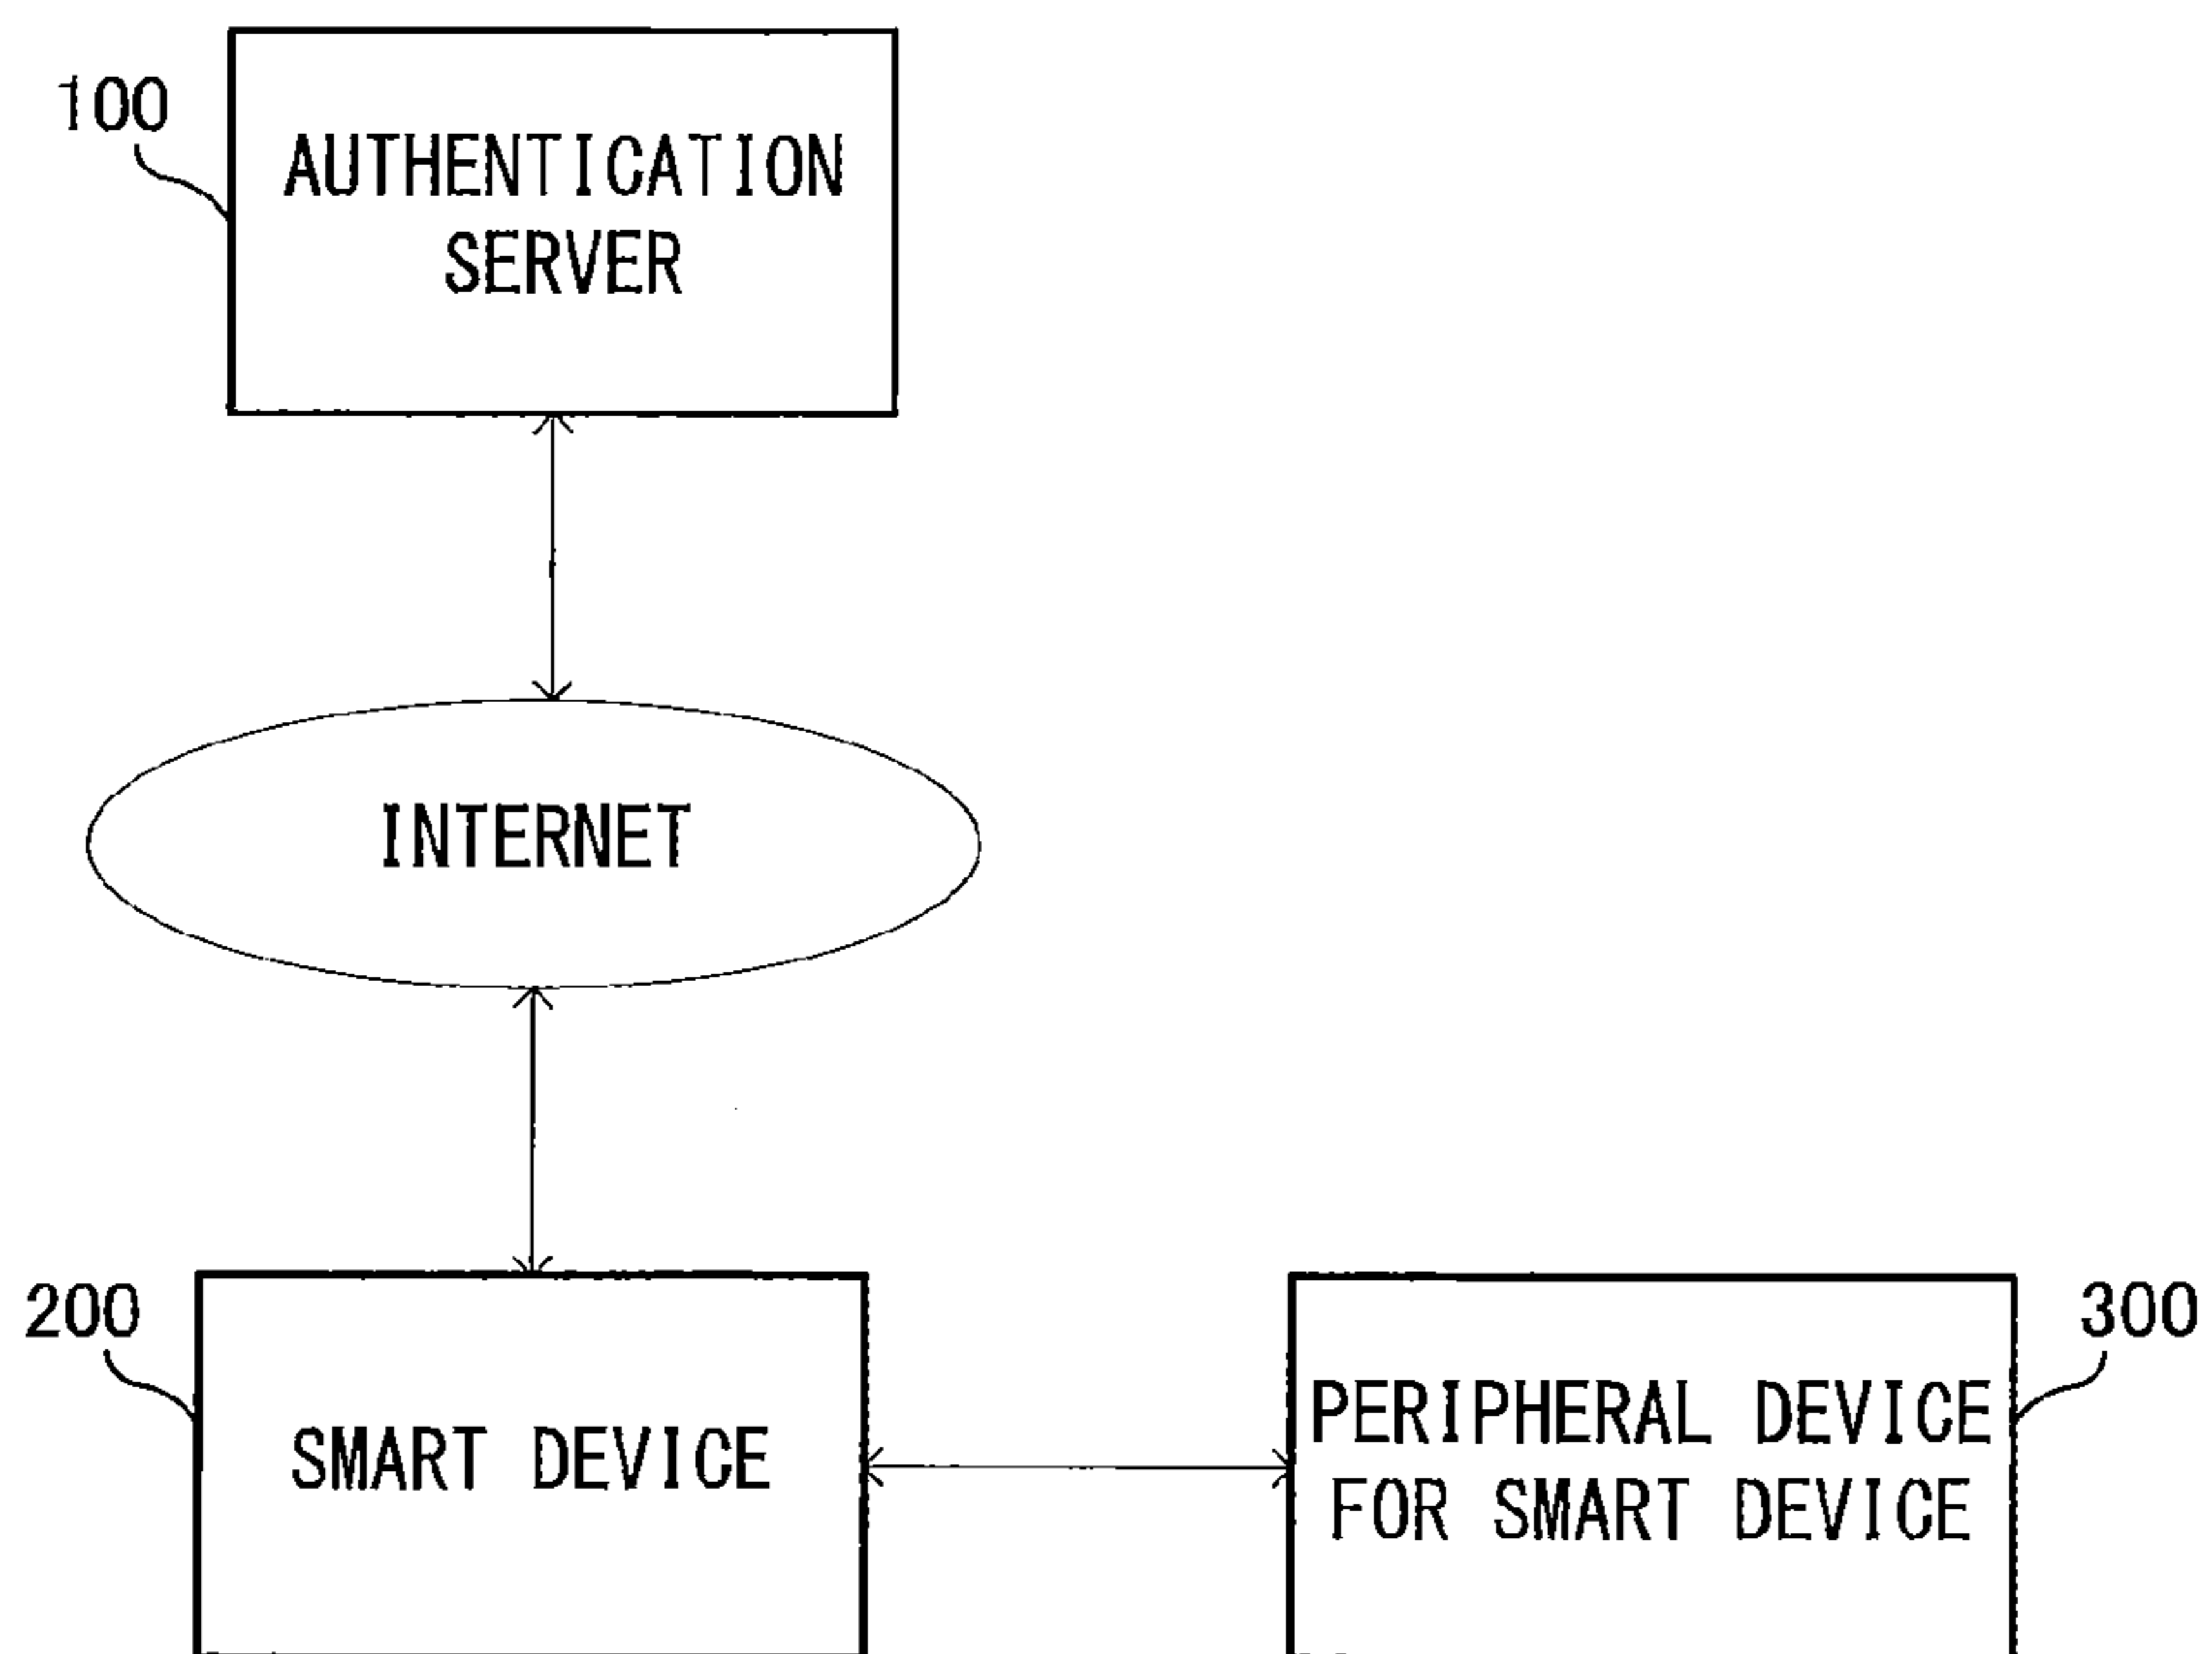 100
AUTHENTICATION
SERVER
INTERNET
200
SMART DEVICE
300
PERIPHERAL DEVICE
FOR SMART DEVICE